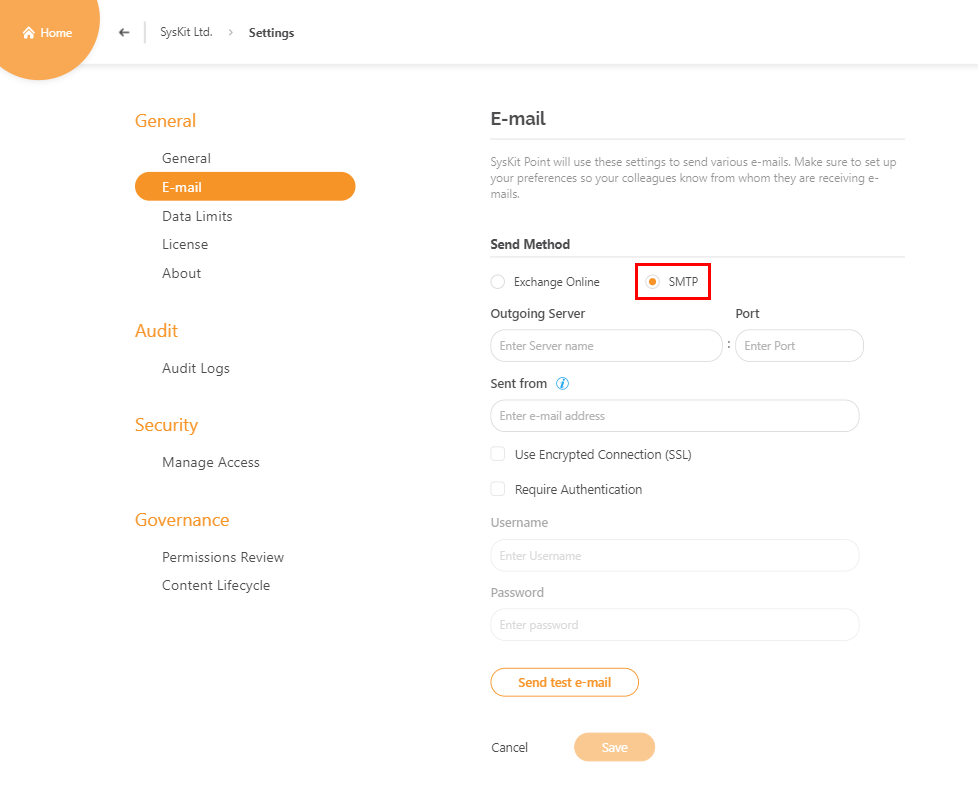 Home
SysKit Ltd. > Settings
General
General
E-mail
Data Limits
License
About
Audit
Audit Logs
Security
Manage Access
Governance
Permissions Review
Content Lifecycle
E-mail
SysKit Point will use these settings to send various e-mails. Make sure to set up
your preferences so your colleagues know from whom they are receiving e-
mails.
Send Method
Exchange Online SMTP
Outgoing Server Port
Enter Server name : Enter Port
Sent from i
Enter e-mail address
Use Encrypted Connection (SSL)
Require Authentication
Username
Enter Username
Password
Enter password
Send test e-mail
Cancel Save